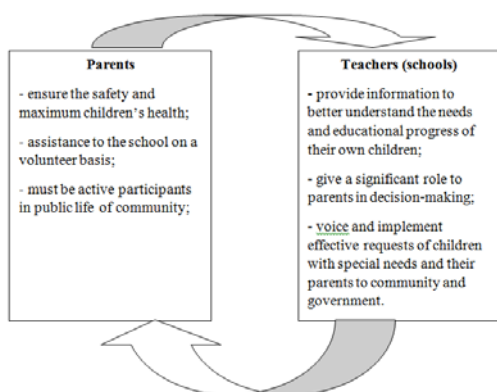 Parents
- ensure the safety and
maximum children's health;
- assistance to the school on a
volunteer basis;
- must be active participants
in public life of community;
Teachers (schools)
- provide information to
better understand the needs
and educational progress of
their own children;
- give a significant role to
parents in decision-making;
- voice and implement
effective requests of children
with special needs and their
parents to community and
government.